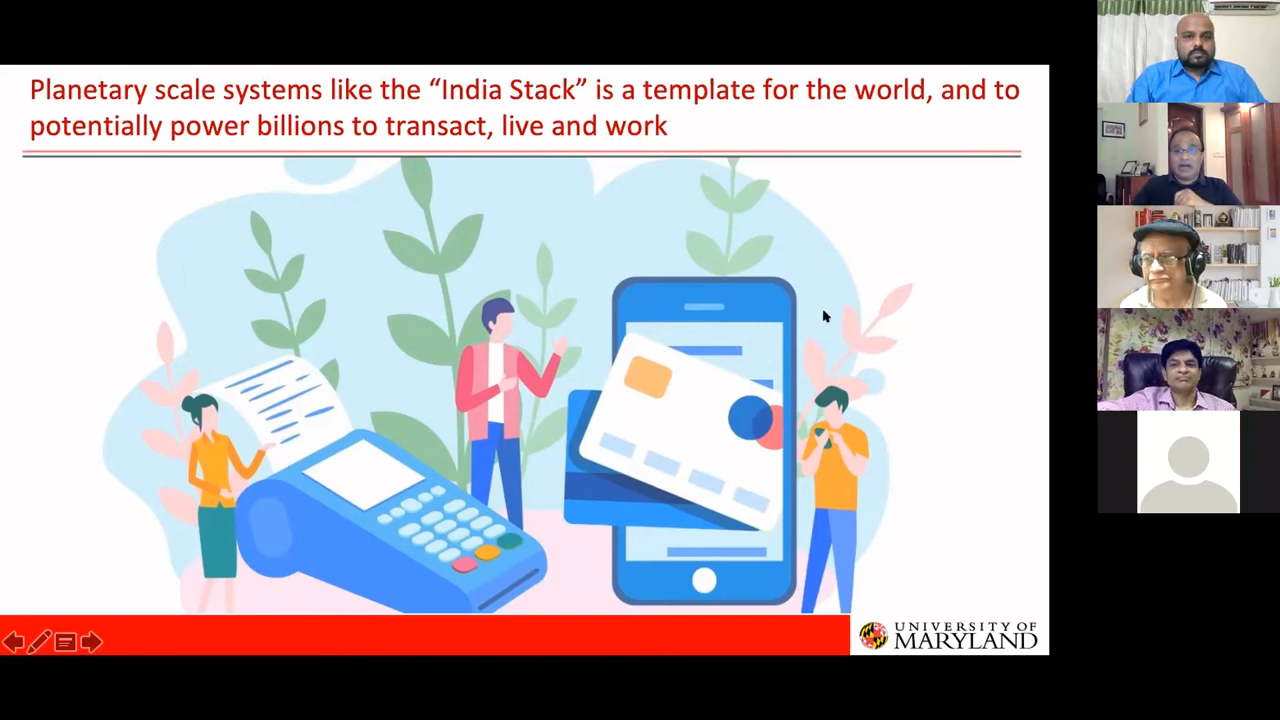 Planetary scale systems like the “India Stack” is a template for the world, and to
potentially power billions to transact, live and work
UNIVERSITY OF
MARYLAND